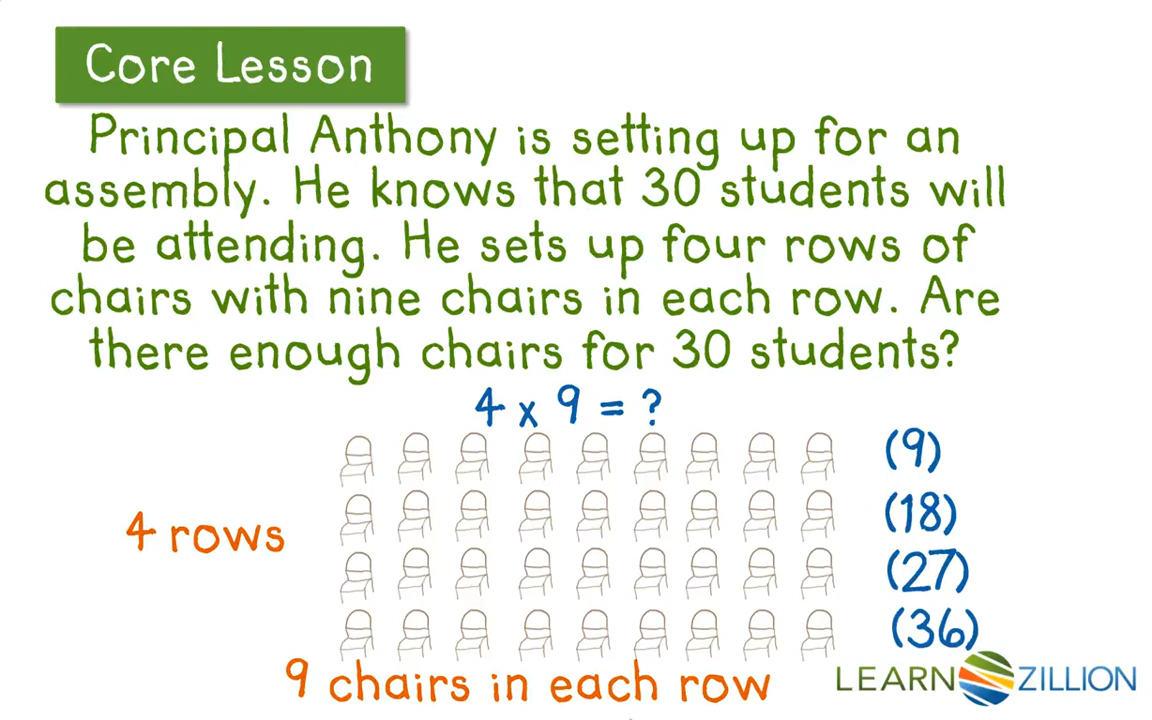 Core Lesson
Principal Anthony is setting up for an
assembly. He knows that 30 students will
be attending. He sets up four rows of
chairs with nine chairs in each row. Are
there enough chairs for 30 students?
4 x 9 = ?
(9)
(18)
4 rows
(27)
(36)
9 chairs in each row
LEARN ZILLION